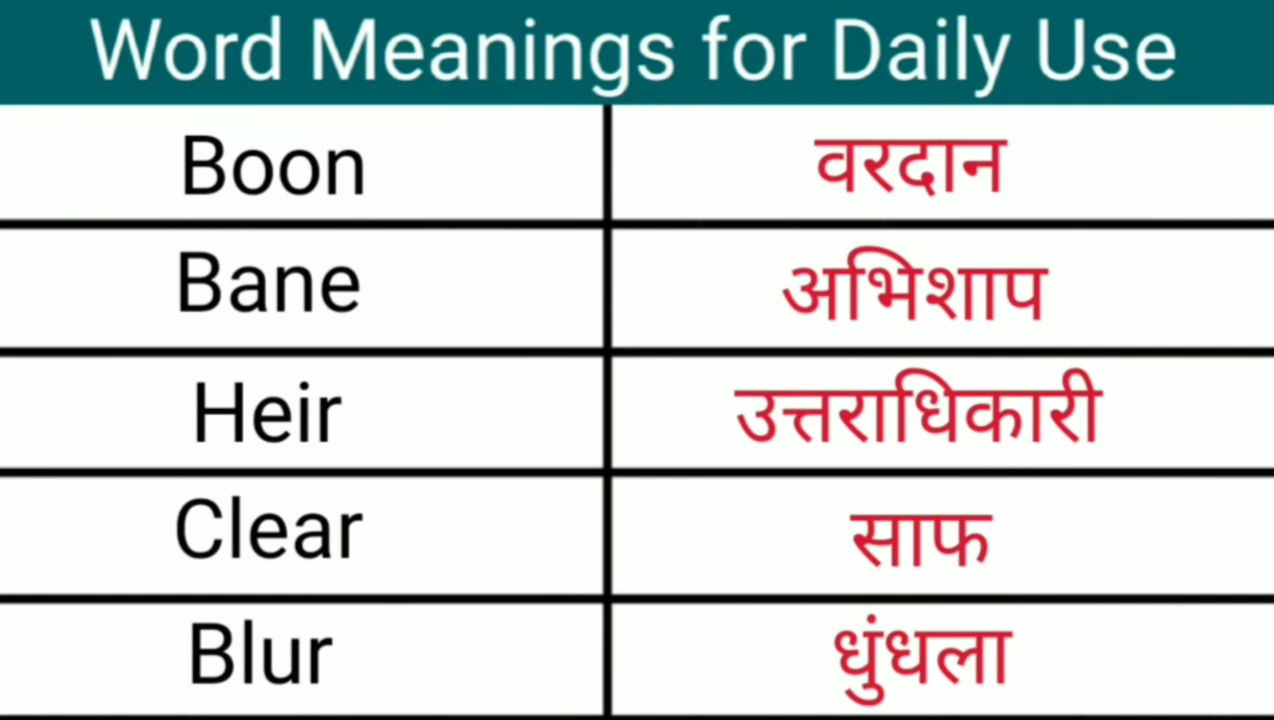 Word Meanings for Daily Use
Boon वरदान
Bane अभिशाप
Heir उत्तराधिकारी
Clear साफ
Blur धुंधला